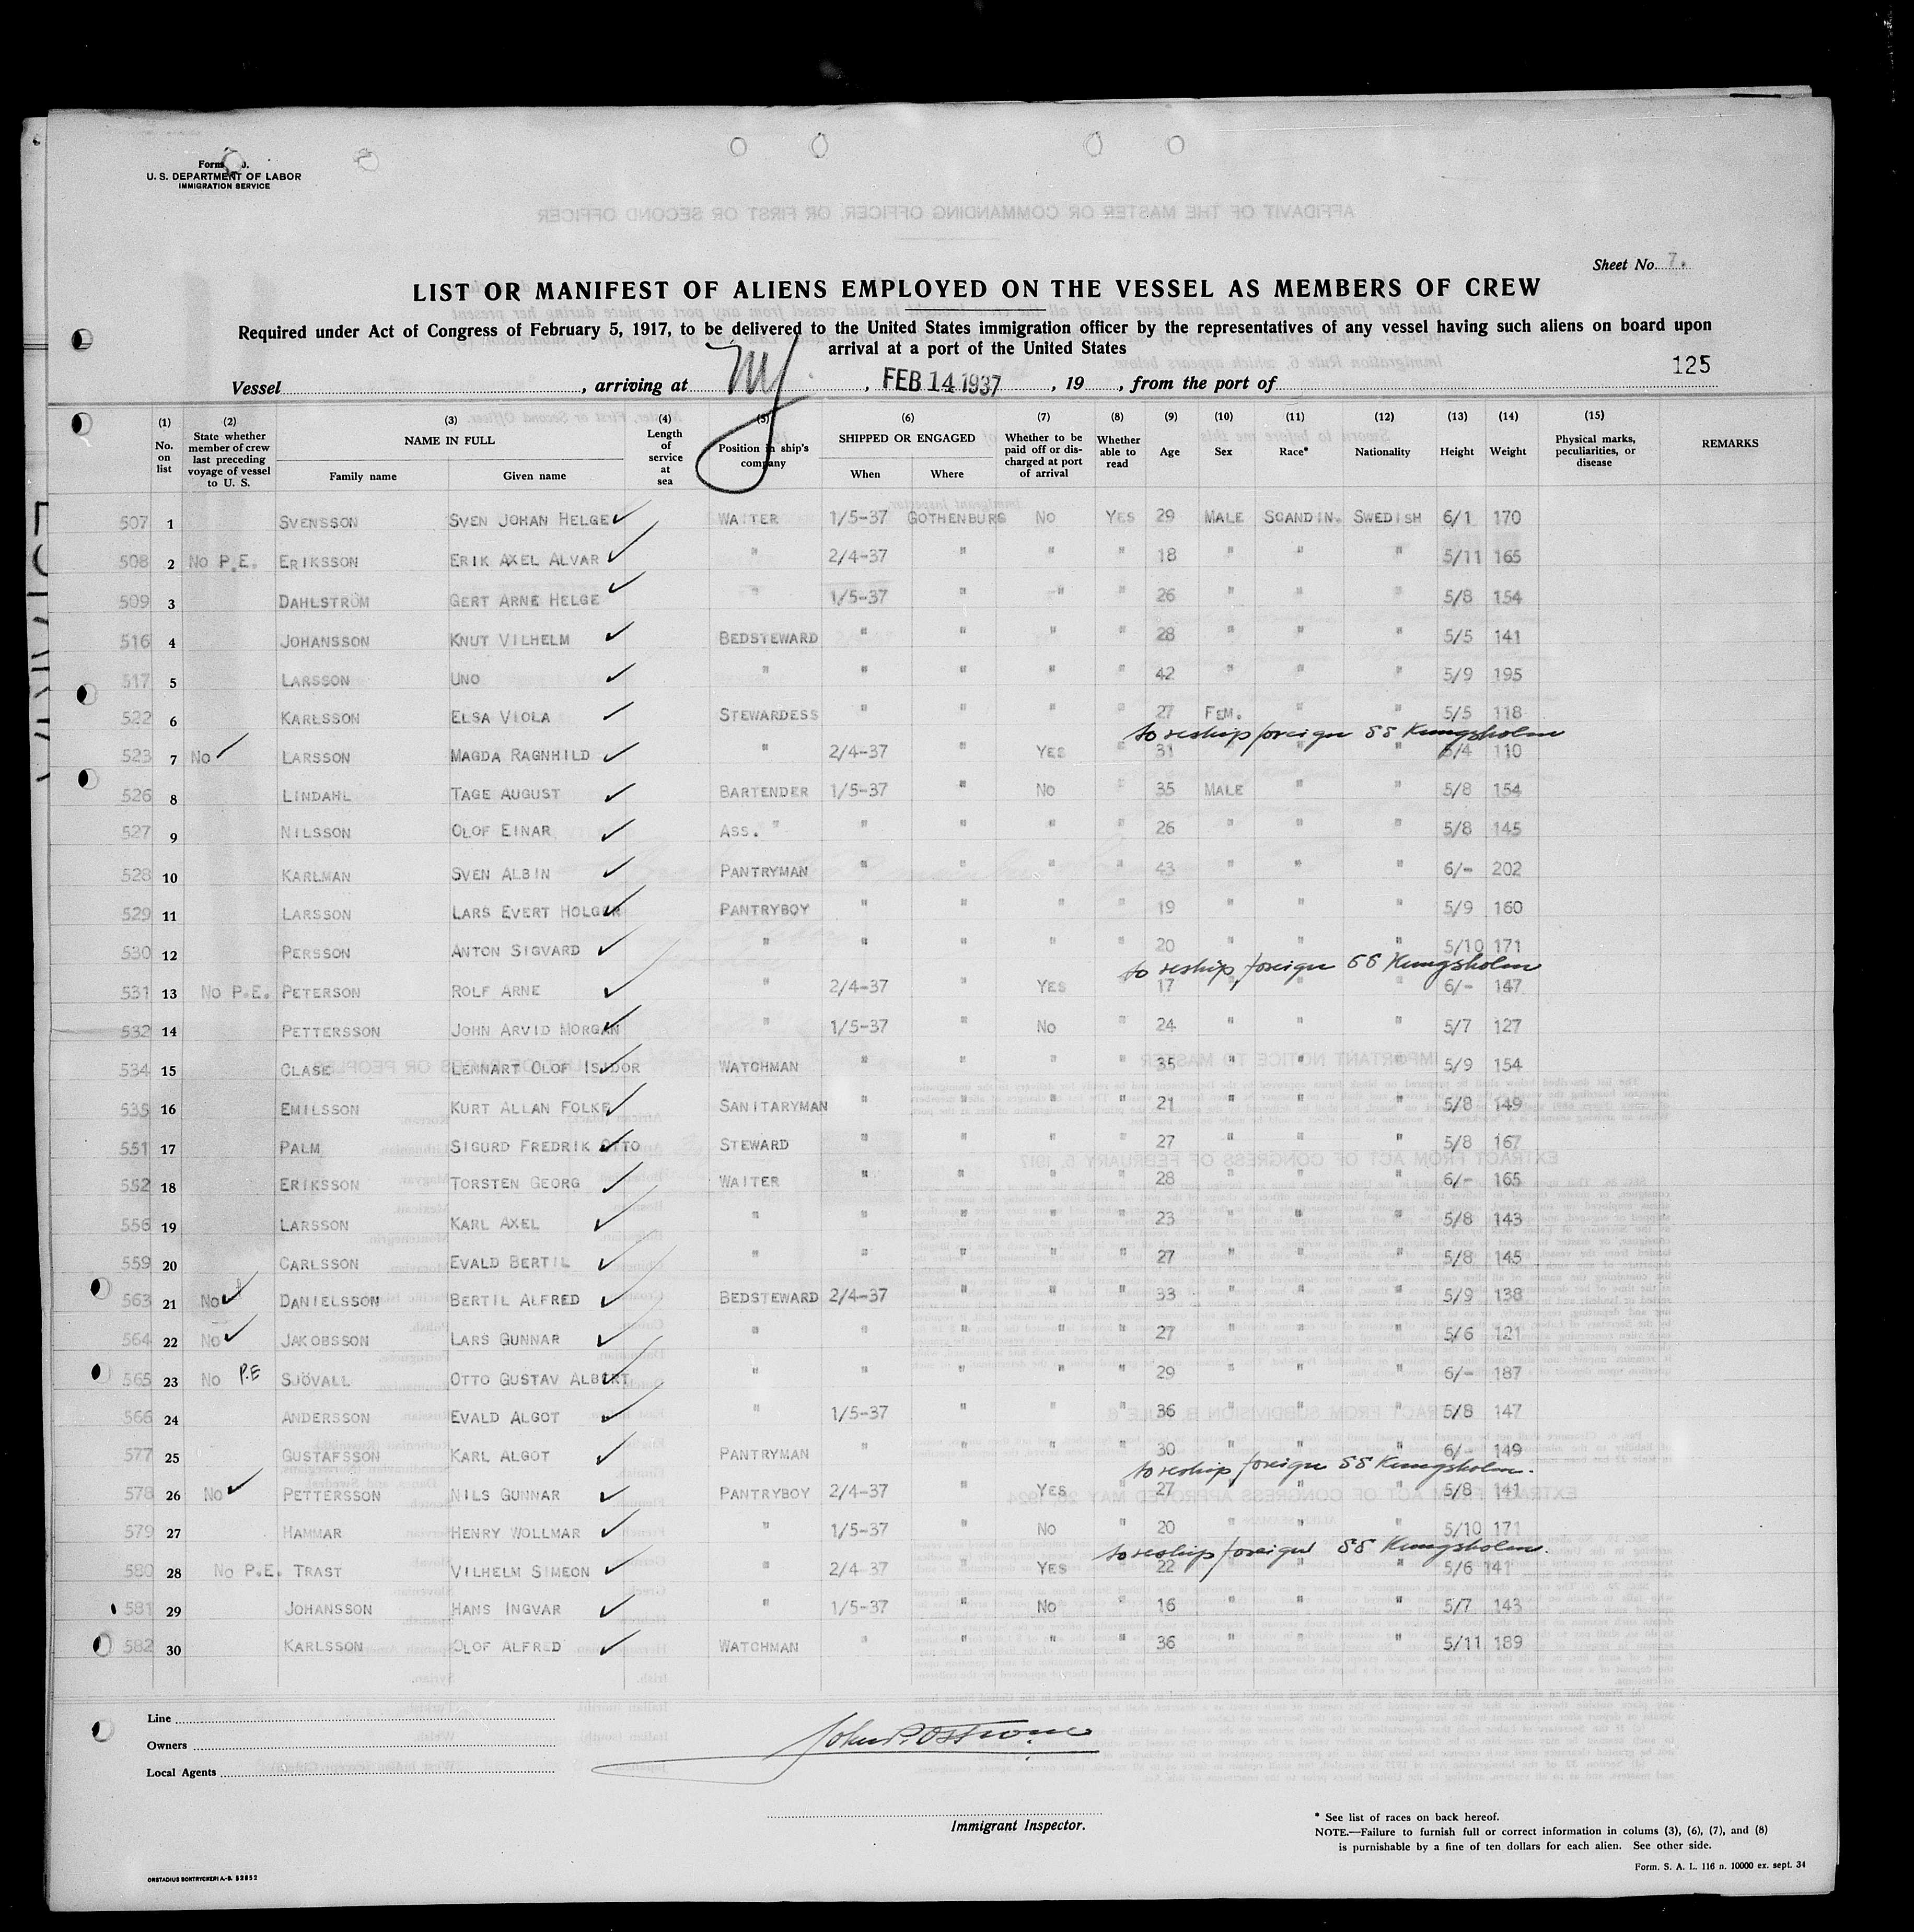 U. S. DEPARTMENT OF LABOR
IMMIGRATION SERVICE
Sheet No. 7.
LIST OR MANIFEST OF ALIENS EMPLOYED ON THE VESSEL AS MEMBERS OF CREW
Required under Act of Congress of February 5, 1917, to be delivered to the United States immigration officer by the representatives of any vessel having such aliens on board upon
arrival at a port of the United States
125
Vessel , arriving at NY , FEB 14 1937 , 19 , from the port of
(1) No. on list (2) State whether member of crew last preceding voyage of vessel to U. S. (3) NAME IN FULL Family name Given name (4) Length of service at sea (5) Position in ship's company (6) SHIPPED OR ENGAGED When Where (7) Whether to be paid off or discharged at port of arrival (8) Whether able to read (9) Age (10) Sex (11) Race* (12) Nationality (13) Height (14) Weight (15) Physical marks, peculiarities, or disease REMARKS
507 1 SVENSSON SVEN JOHAN HELGE WAITER 1/5-37 GOTHENBURG NO YES 29 MALE SCANDIN. SWEDISH 6/1 170
508 2 NO P.E. ERIKSSON ERIK AXEL ALVAR " 2/4-37 " " " 18 " " " 5/11 165
509 3 DAHLSTRÖM GERT ARNE HELGE " 1/5-37 " " " 26 " " " 5/8 154
516 4 JOHANSSON KNUT VILHELM BEDSTEWARD " " " " 28 " " " 5/5 141
517 5 LARSSON UNO " " " " " 42 " " " 5/9 195
522 6 KARLSSON ELSA VIOLA STEWARDESS " " " " 27 FEM. " " 5/5 118
to reship foreign SS Kungsholm
523 7 NO LARSSON MAGDA RAGNHILD " 2/4-37 " YES " 31 " " " 5/4 110
526 8 LINDAHL TAGE AUGUST BARTENDER 1/5-37 " NO " 35 MALE " " 5/8 154
527 9 NILSSON OLOF EINAR ASS. " " " " " 26 " " " 5/8 145
528 10 KARLMAN SVEN ALBIN PANTRYMAN " " " " 43 " " " 6/- 202
529 11 LARSSON LARS EVERT HOLGER PANTRYBOY " " " " 19 " " " 5/9 160
530 12 PERSSON ANTON SIGVARD " " " " " 20 " " " 5/10 171
to reship foreign SS Kungsholm
531 13 NO P.E. PETERSON ROLF ARNE " 2/4-37 " YES 17 " " " 6/- 147
532 14 PETTERSSON JOHN ARVID MORGAN " 1/5-37 " NO " 24 " " " 5/7 127
534 15 CLASE LENNART OLOF ISIDOR WATCHMAN " " " " 35 " " " 5/9 154
535 16 EMILSSON KURT ALLAN FOLKE SANITARYMAN " " " " 21 " " " 5/8 149
551 17 PALM SIGURD FREDRIK OTTO STEWARD " " " " 27 " " " 5/8 167
552 18 ERIKSSON TORSTEN GEORG WAITER " " " " 28 " " " 6/- 165
556 19 LARSSON KARL AXEL " " " " " 23 " " " 5/8 143
559 20 CARLSSON EVALD BERTIL " " " " " 27 " " " 5/8 145
563 21 NO DANIELSSON BERTIL ALFRED BEDSTEWARD 2/4-37 " " " 33 " " " 5/9 138
564 22 NO JAKOBSSON LARS GUNNAR " " " " " 27 " " " 5/6 121
565 23 NO P.E SJÖVALL OTTO GUSTAV ALBERT " " " " " 29 " " " 6/- 187
566 24 ANDERSSON EVALD ALGOT " 1/5-37 " " " 36 " " " 5/8 147
577 25 GUSTAFSSON KARL ALGOT PANTRYMAN " " " " 30 " " " 6/- 149
to reship foreign SS Kungsholm.
578 26 NO PETTERSSON NILS GUNNAR PANTRYBOY 2/4-37 " YES " 27 " " " 5/8 141
579 27 HAMMAR HENRY WOLLMAR " 1/5-37 " NO " 20 " " " 5/10 171
to reship foreign SS Kungsholm.
580 28 NO P.E. TRAST VILHELM SIMEON " 2/4-37 " YES " 22 " " " 5/6 141
581 29 JOHANSSON HANS INGVAR " 1/5-37 " NO " 16 " " " 5/7 143
582 30 KARLSSON OLOF ALFRED WATCHMAN " " " " 36 " " " 5/11 189
Line
Owners
Local Agents
Immigrant Inspector.
* See list of races on back hereof.
NOTE.—Failure to furnish full or correct information in colums (3), (6), (7), and (8)
is punishable by a fine of ten dollars for each alien. See other side.
Form. S. A. L. 116 n. 10000 ex. sept. 34